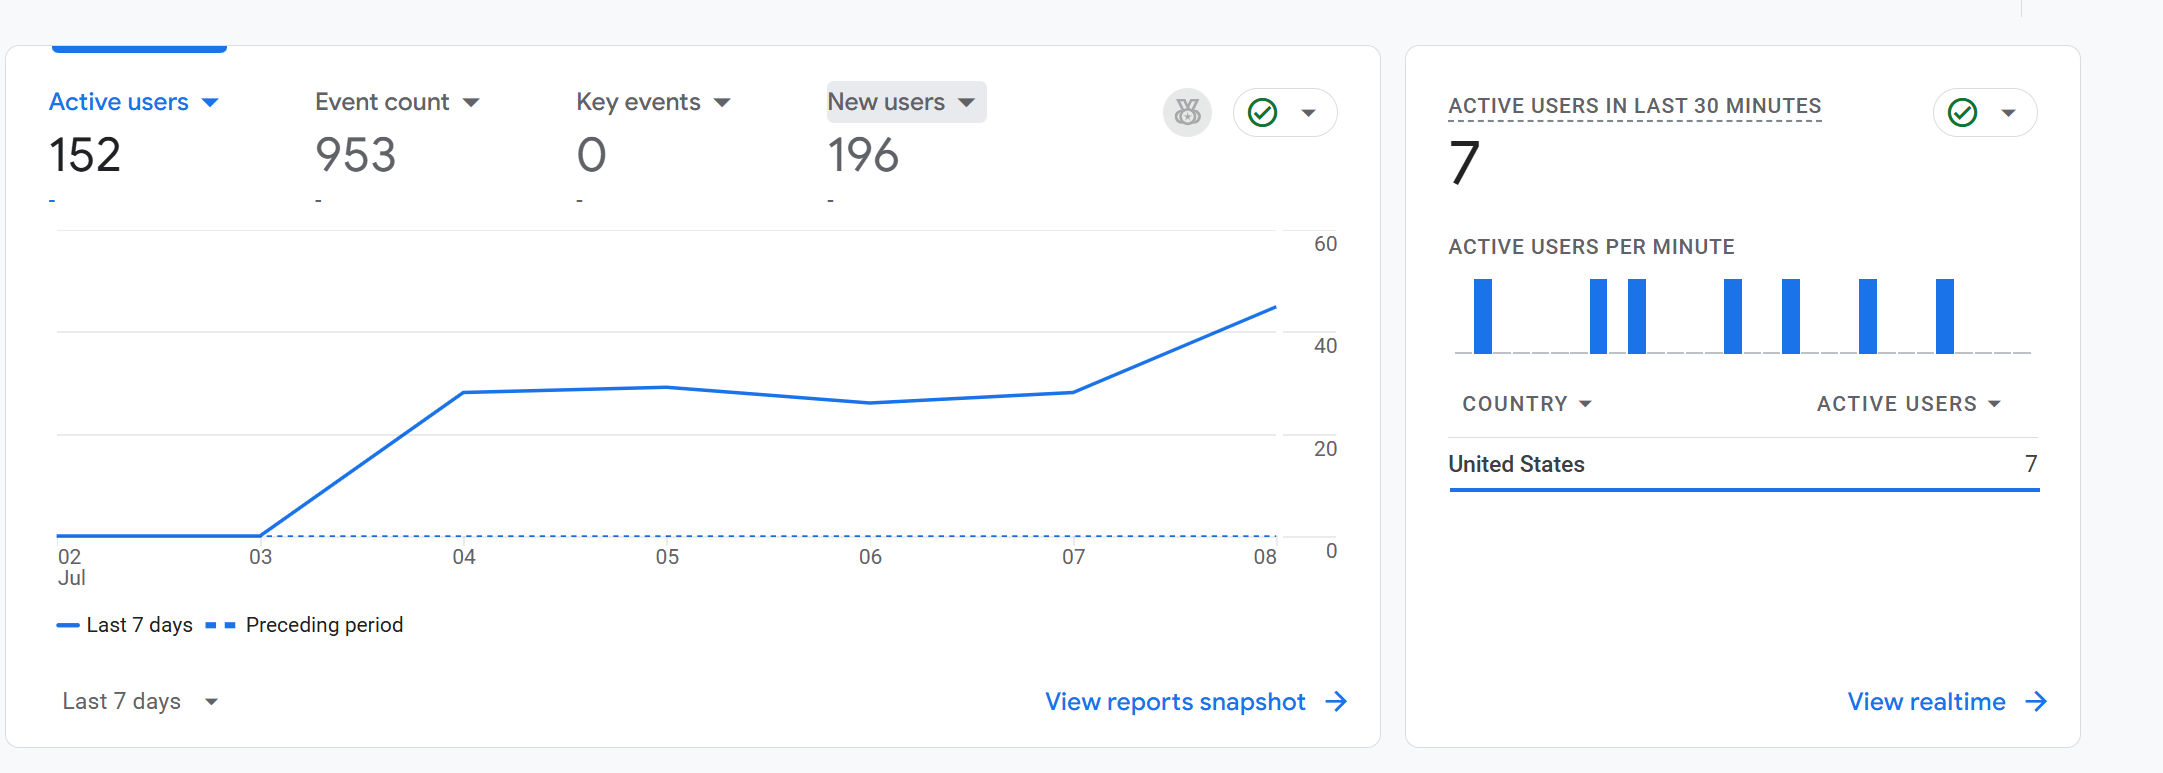 Active users
152
-
Event count
953
-
Key events
0
-
New users
196
-
60
40
20
0
02
Jul
03
04
05
06
07
08
Last 7 days
Preceding period
Last 7 days
View reports snapshot
ACTIVE USERS IN LAST 30 MINUTES
7
ACTIVE USERS PER MINUTE
COUNTRY
ACTIVE USERS
United States
7
View realtime